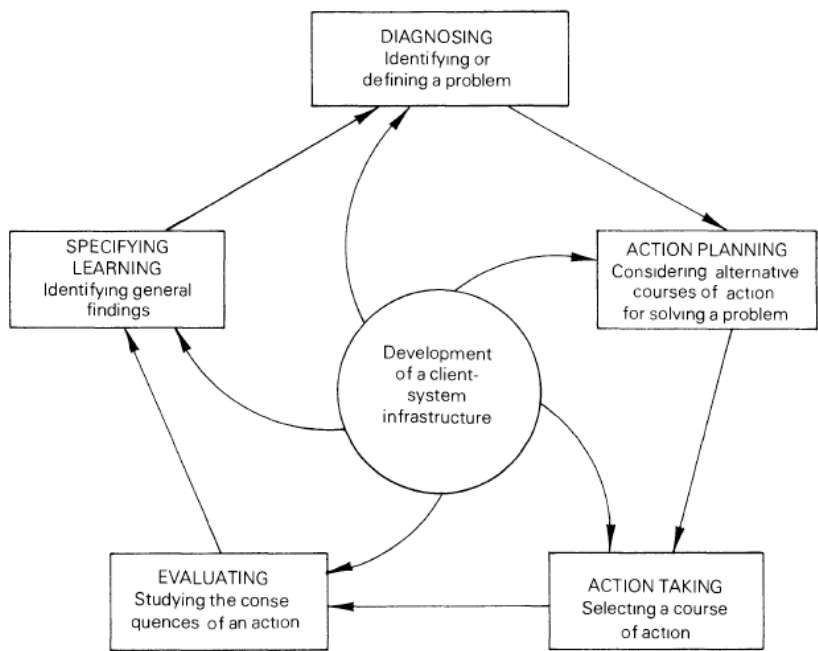 DIAGNOSING
Identifying or
defining a problem
ACTION PLANNING
Considering alternative
courses of action
for solving a problem
ACTION TAKING
Selecting a course
of action
EVALUATING
Studying the conse
quences of an action
SPECIFYING
LEARNING
Identifying general
findings
Development
of a client-
system
infrastructure